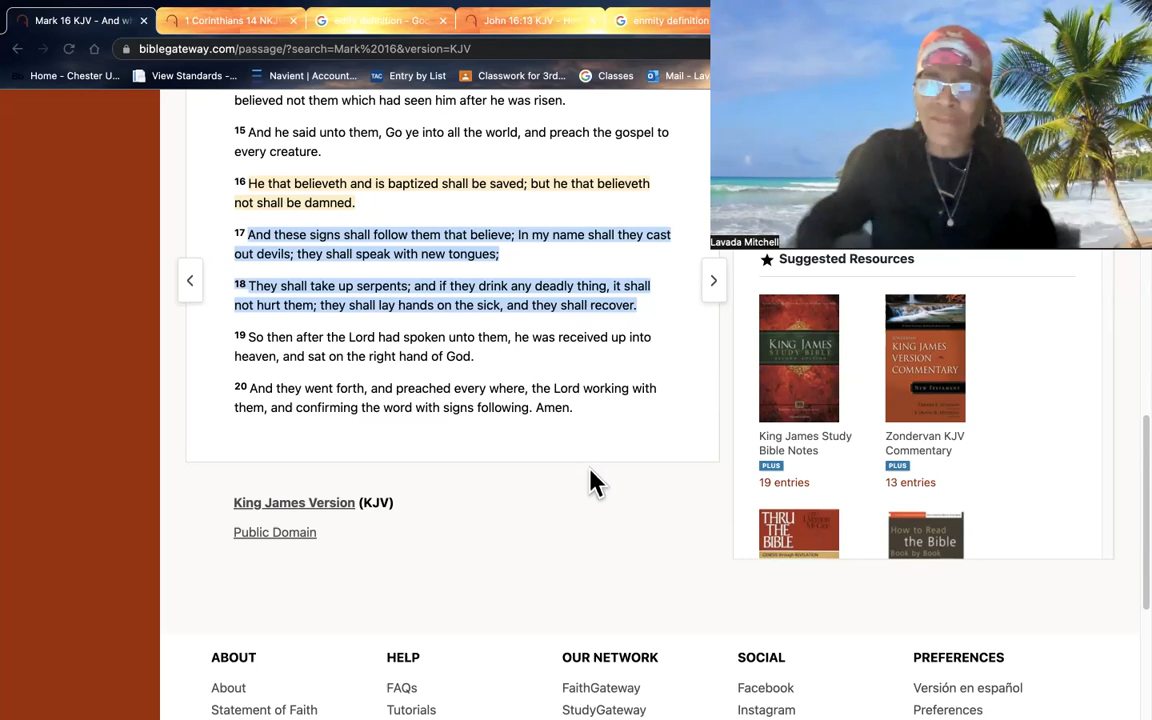 Mark 16 KJV - And w
1 Corinthians 14 NKJ
definition - Go
John 16:13 KJV - H
enmity definition
biblegateway.com/passage/?search=Mark%2016&version=KJV
Home - Chester U...
View Standards -...
Navient | Account...
TAC Entry by List
Classwork for 3rd...
Classes
Mail - Lav
believed not them which had seen him after he was risen.
15 And he said unto them, Go ye into all the world, and preach the gospel to
every creature.
16 He that believeth and is baptized shall be saved; but he that believeth
not shall be damned.
17 And these signs shall follow them that believe; In my name shall they cast
out devils; they shall speak with new tongues;
18 They shall take up serpents; and if they drink any deadly thing, it shall
not hurt them; they shall lay hands on the sick, and they shall recover.
19 So then after the Lord had spoken unto them, he was received up into
heaven, and sat on the right hand of God.
20 And they went forth, and preached every where, the Lord working with
them, and confirming the word with signs following. Amen.
King James Version (KJV)
Public Domain
Lavada Mitchell
Suggested Resources
KING JAMES
STUDY BIBLE
KING JAMES
VERSION
COMMENTARY
NEW TESTAMENT
King James Study
Bible Notes
PLUS
19 entries
Zondervan KJV
Commentary
PLUS
13 entries
THRU
THE
BIBLE
How to Read
the Bible
Book by Book
ABOUT
About
Statement of Faith
HELP
FAQs
Tutorials
OUR NETWORK
FaithGateway
StudyGateway
SOCIAL
Facebook
Instagram
PREFERENCES
Versión en español
Preferences